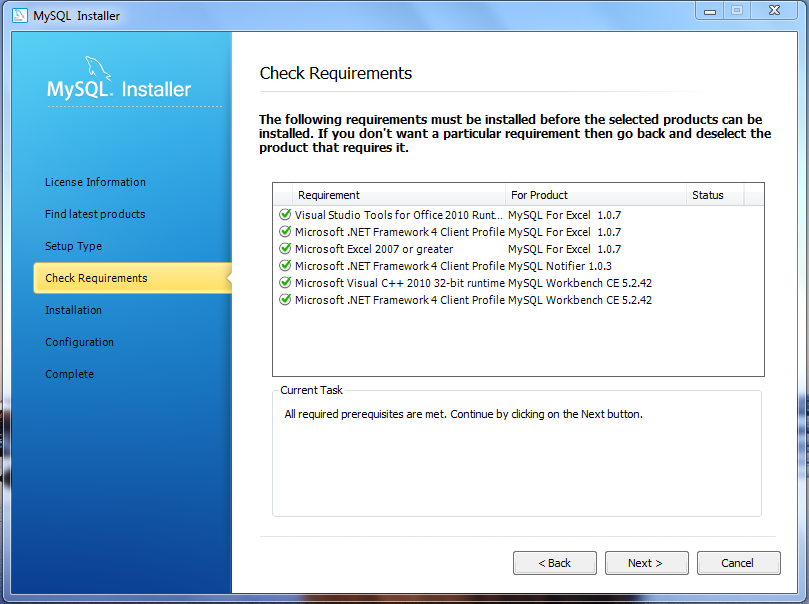 MySQL Installer
MySQL® Installer
License Information
Find latest products
Setup Type
Check Requirements
Installation
Configuration
Complete
Check Requirements
The following requirements must be installed before the selected products can be
installed. If you don't want a particular requirement then go back and deselect the
product that requires it.
Requirement For Product Status
Visual Studio Tools for Office 2010 Runt... MySQL For Excel 1.0.7
Microsoft .NET Framework 4 Client Profile MySQL For Excel 1.0.7
Microsoft Excel 2007 or greater MySQL For Excel 1.0.7
Microsoft .NET Framework 4 Client Profile MySQL Notifier 1.0.3
Microsoft Visual C++ 2010 32-bit runtime MySQL Workbench CE 5.2.42
Microsoft .NET Framework 4 Client Profile MySQL Workbench CE 5.2.42
Current Task
All required prerequisites are met. Continue by clicking on the Next button.
< Back Next > Cancel